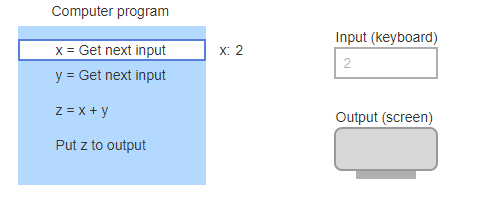 Computer program
x = Get next input
x: 2
y = Get next input
z = x + y
Put z to output
Input (keyboard)
2
Output (screen)